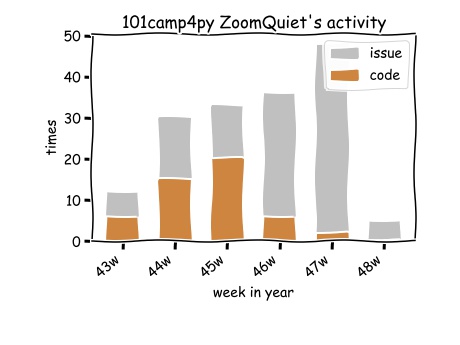 101camp4py ZoomQuiet's activity
issue
code
times
50
40
30
20
10
0
43w 44w 45w 46w 47w 48w
week in year